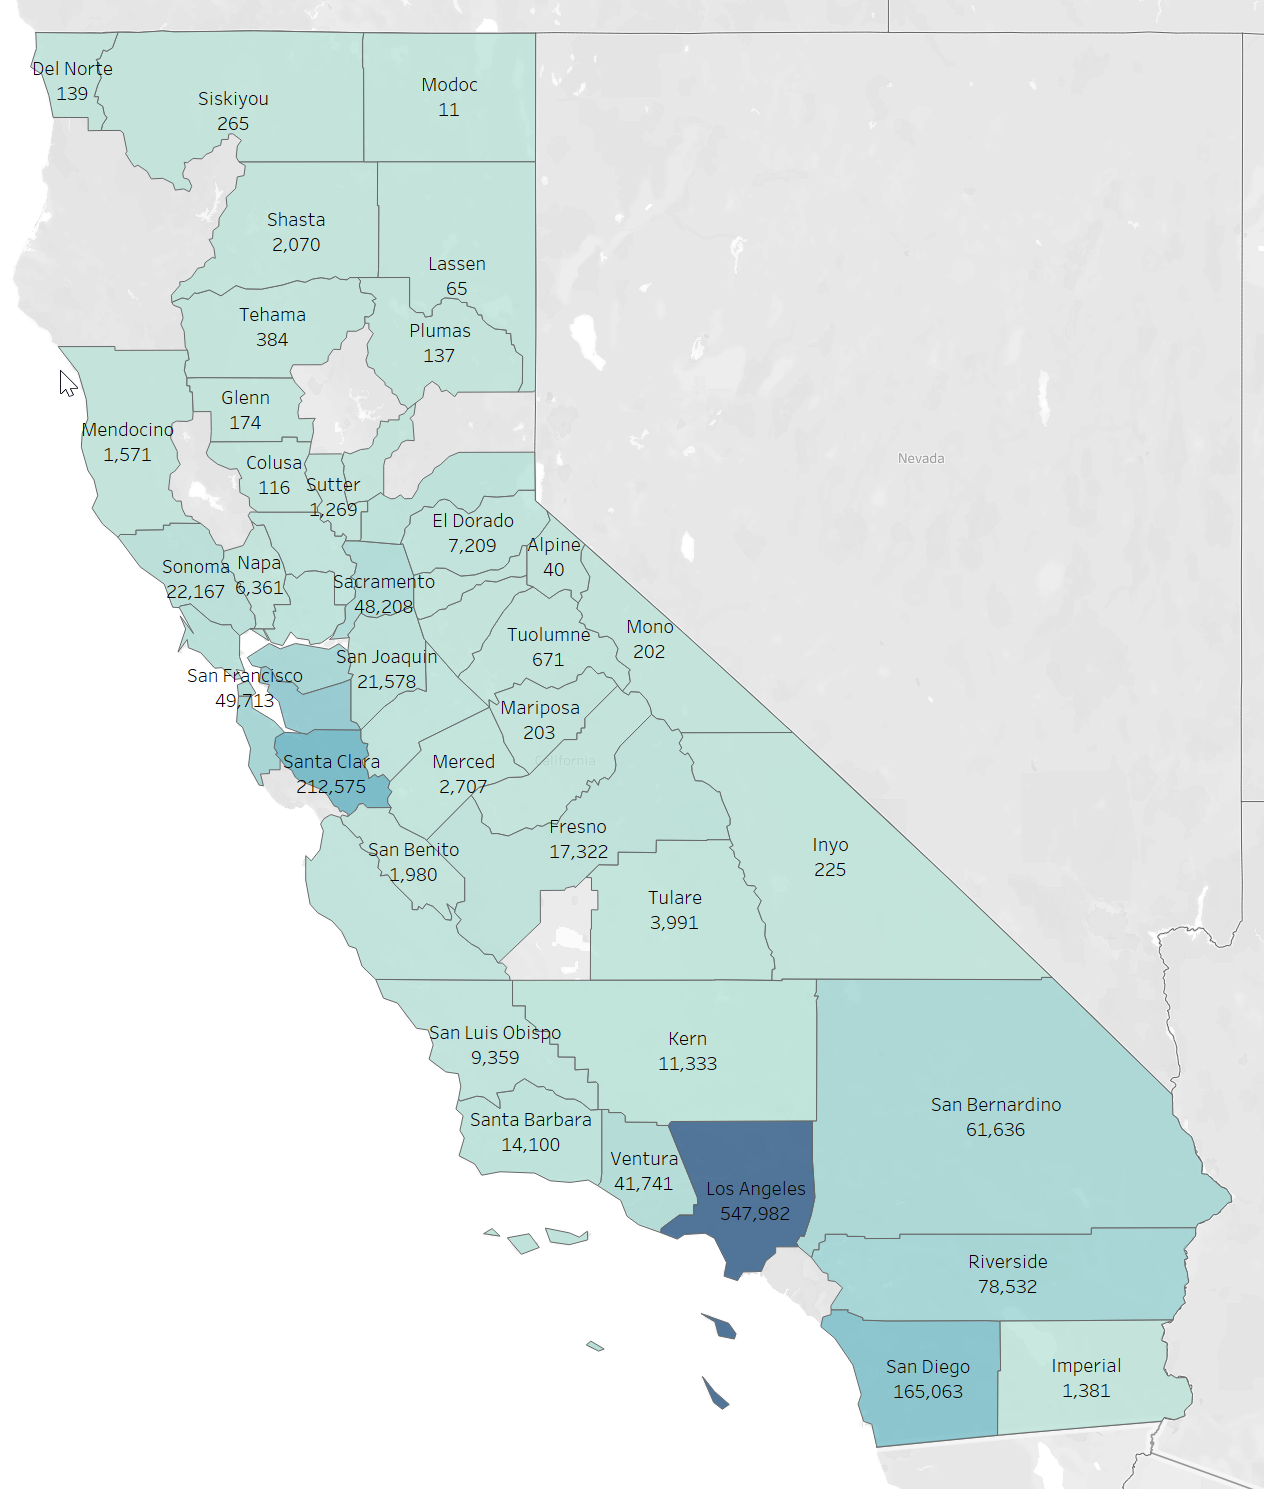 Del Norte
139
Siskiyou
265
Modoc
11
Shasta
2,070
Lassen
65
Tehama
384
Plumas
137
Glenn
174
Mendocino
1,571
Nevada
Colusa
116
Sutter
1,269
El Dorado
7,209
Alpine
40
Sonoma
22,167
Napa
6,361
Sacramento
48,208
Tuolumne
671
Mono
202
San Joaquin
21,578
San Francisco
49,713
Mariposa
203
Santa Clara
212,575
Merced
2,707
California
Fresno
17,322
San Benito
1,980
Inyo
225
Tulare
3,991
San Luis Obispo
9,359
Kern
11,333
San Bernardino
61,636
Santa Barbara
14,100
Ventura
41,741
Los Angeles
547,982
Riverside
78,532
San Diego
165,063
Imperial
1,381